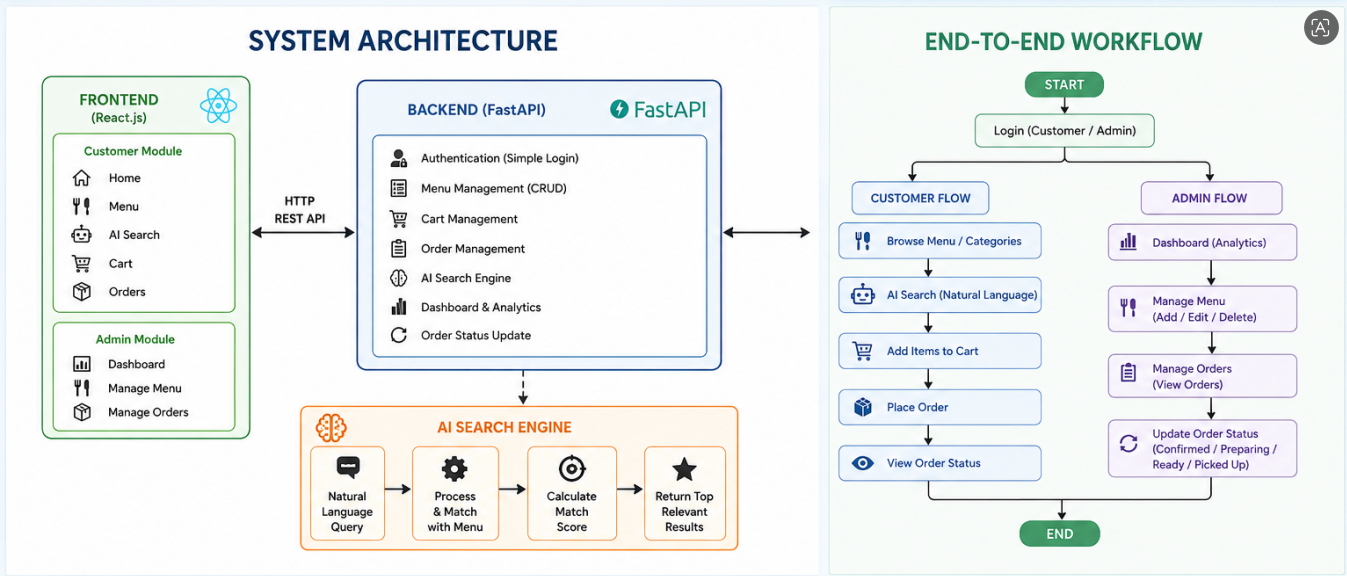 SYSTEM ARCHITECTURE
FRONTEND
(React.js)
Customer Module
Home
Menu
AI Search
Cart
Orders
Admin Module
Dashboard
Manage Menu
Manage Orders
HTTP
REST API
BACKEND (FastAPI)
FastAPI
Authentication (Simple Login)
Menu Management (CRUD)
Cart Management
Order Management
AI Search Engine
Dashboard & Analytics
Order Status Update
AI SEARCH ENGINE
Natural
Language
Query
Process
& Match
with Menu
Calculate
Match
Score
Return Top
Relevant
Results
END-TO-END WORKFLOW
START
Login (Customer / Admin)
CUSTOMER FLOW
Browse Menu / Categories
AI Search (Natural Language)
Add Items to Cart
Place Order
View Order Status
ADMIN FLOW
Dashboard (Analytics)
Manage Menu
(Add / Edit / Delete)
Manage Orders
(View Orders)
Update Order Status
(Confirmed / Preparing /
Ready / Picked Up)
END
A